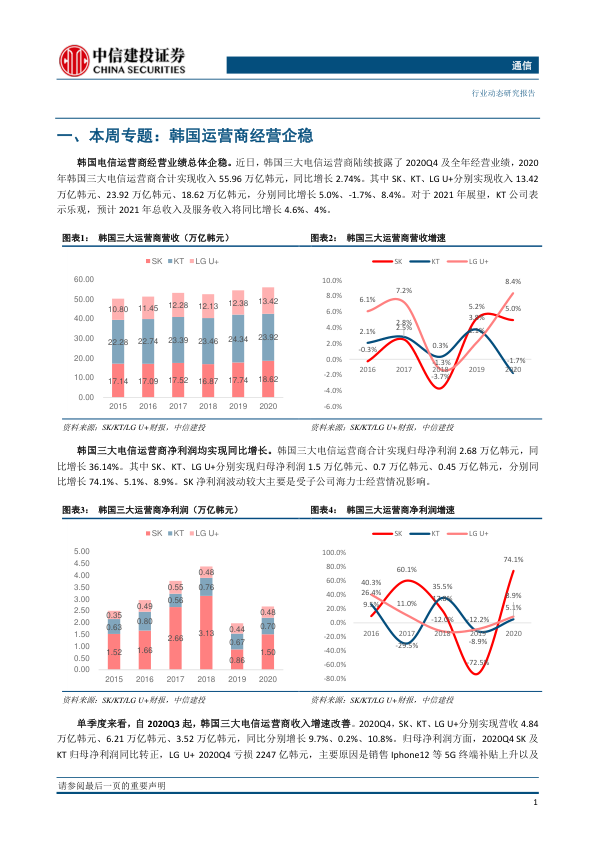 中信建投证券
CHINA SECURITIES
通信
行业动态研究报告
一、本周专题：韩国运营商经营企稳
韩国电信运营商经营业绩总体企稳。近日，韩国三大电信运营商陆续披露了 2020Q4 及全年经营业绩，2020
年韩国三大电信运营商合计实现收入 55.96 万亿韩元，同比增长 2.74%。其中 SK、KT、LG U+分别实现收入 13.42
万亿韩元、23.92 万亿韩元、18.62 万亿韩元，分别同比增长 5.0%、-1.7%、8.4%。对于 2021 年展望，KT 公司表
示乐观，预计 2021 年总收入及服务收入将同比增长 4.6%、4%。
图表1： 韩国三大运营商营收（万亿韩元）
SK KT LG U+
60.00
50.00
40.00
30.00
20.00
10.00
0.00
10.80 11.45 12.28 12.13 12.38 13.42
22.28 22.74 23.39 23.46 24.34 23.92
17.14 17.09 17.52 16.87 17.74 18.62
2015 2016 2017 2018 2019 2020
资料来源：SK/KT/LG U+财报，中信建投
图表2： 韩国三大运营商营收增速
SK KT LG U+
10.0%
8.0%
6.0%
4.0%
2.0%
0.0%
-2.0%
-4.0%
-6.0%
6.1% 7.2% 5.2% 8.4%
2.1% 2.8% 0.3% 5.0%
-0.3% 2.5% -1.3% -1.7%
-3.7%
2016 2017 2018 2019 2020
资料来源：SK/KT/LG U+财报，中信建投
韩国三大电信运营商净利润均实现同比增长。韩国三大电信运营商合计实现归母净利润 2.68 万亿韩元，同
比增长 36.14%。其中 SK、KT、LG U+分别实现归母净利润 1.5 万亿韩元、0.7 万亿韩元、0.45 万亿韩元，分别同
比增长 74.1%、5.1%、8.9%。SK 净利润波动较大主要是受子公司海力士经营情况影响。
图表3： 韩国三大运营商净利润（万亿韩元）
SK KT LG U+
5.00
4.50
4.00
3.50
3.00
2.50
2.00
1.50
1.00
0.50
0.00
0.35 0.49 0.55 0.48 0.44 0.48
0.63 0.80 0.56 0.76 0.67 0.70
1.52 1.66 2.66 3.13 0.86 1.50
2015 2016 2017 2018 2019 2020
资料来源：SK/KT/LG U+财报，中信建投
图表4： 韩国三大运营商净利润增速
SK KT LG U+
100.0%
80.0%
60.0%
40.0%
20.0%
0.0%
-20.0%
-40.0%
-60.0%
-80.0%
40.3% 60.1% 35.5% 74.1%
26.4% 11.0% -12.0% -12.2% 8.9%
-29.5% -8.9% 5.1%
-72.5%
2016 2017 2018 2019 2020
资料来源：SK/KT/LG U+财报，中信建投
单季度来看，自 2020Q3 起，韩国三大电信运营商收入增速改善。2020Q4，SK、KT、LG U+分别实现营收 4.84
万亿韩元、6.21 万亿韩元、3.52 万亿韩元，同比分别增长 9.7%、0.2%、10.8%。归母净利润方面，2020Q4 SK 及
KT 归母净利润同比转正，LG U+ 2020Q4 亏损 2247 亿韩元，主要原因是销售 Iphone12 等 5G 终端补贴上升以及
请参阅最后一页的重要声明
1